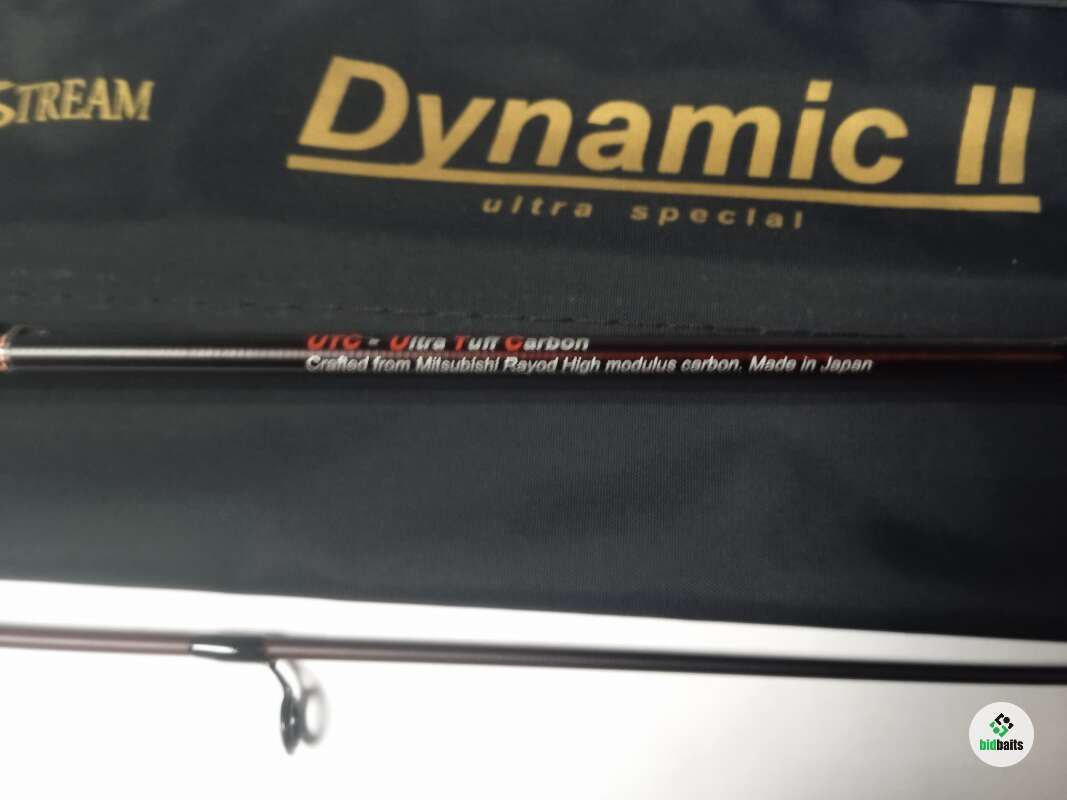 STREAM
Dynamic II
ultra special
UTC - Ultra Tuff Carbon
Crafted from Mitsubishi Rayod High modulus carbon. Made in Japan
bidbaits